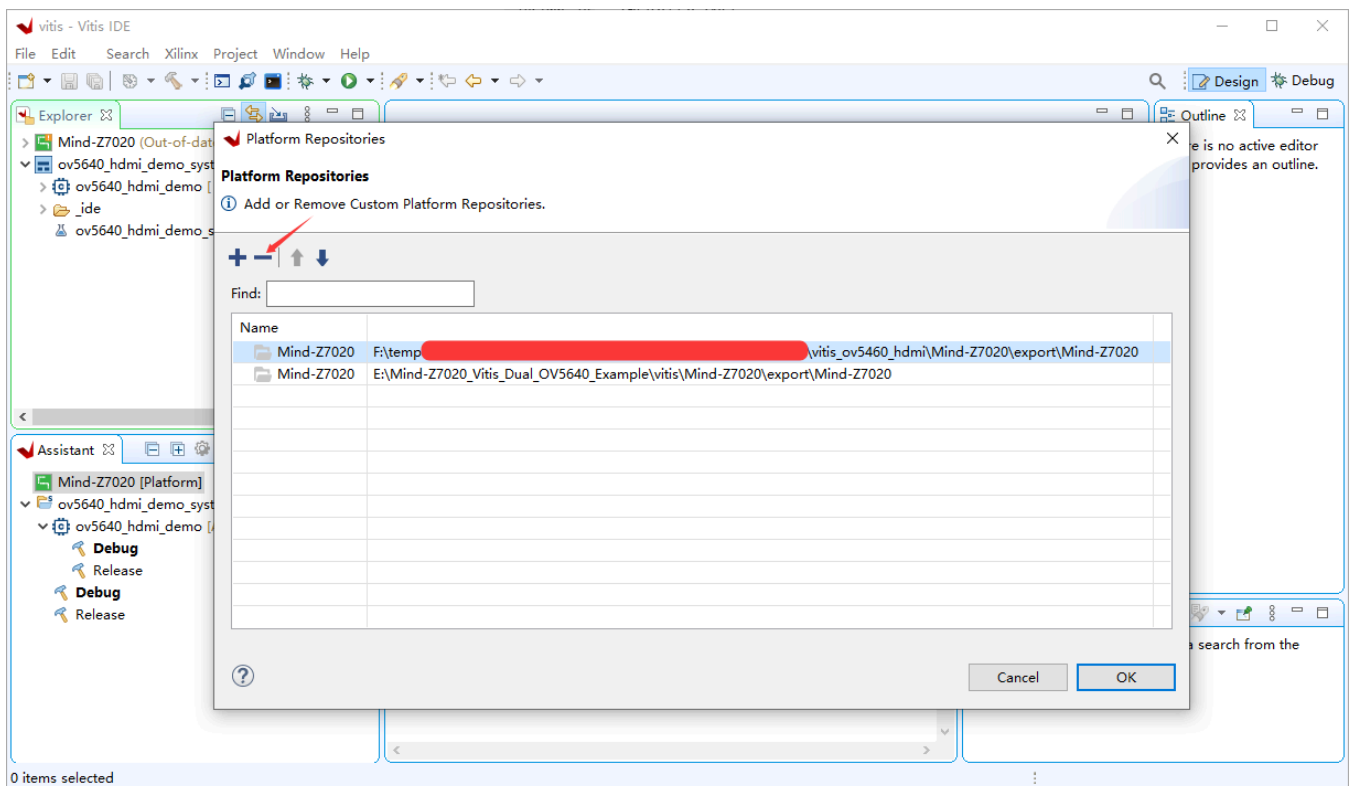 vitis - Vitis IDE
File Edit Search Xilinx Project Window Help
Design Debug
Explorer
Mind-Z7020 (Out-of-dat
ov5640_hdmi_demo_syst
ov5640_hdmi_demo [
_ide
ov5640_hdmi_demo_s
Assistant
Mind-Z7020 [Platform]
ov5640_hdmi_demo_syst
ov5640_hdmi_demo [
Debug
Release
Debug
Release
0 items selected
Platform Repositories
Platform Repositories
Add or Remove Custom Platform Repositories.
Find:
Name
Mind-Z7020 F:\temp \vitis_ov5460_hdmi\Mind-Z7020\export\Mind-Z7020
Mind-Z7020 E:\Mind-Z7020_Vitis_Dual_OV5640_Example\vitis\Mind-Z7020\export\Mind-Z7020
Cancel OK
Outline
re is no active editor
provides an outline.
a search from the